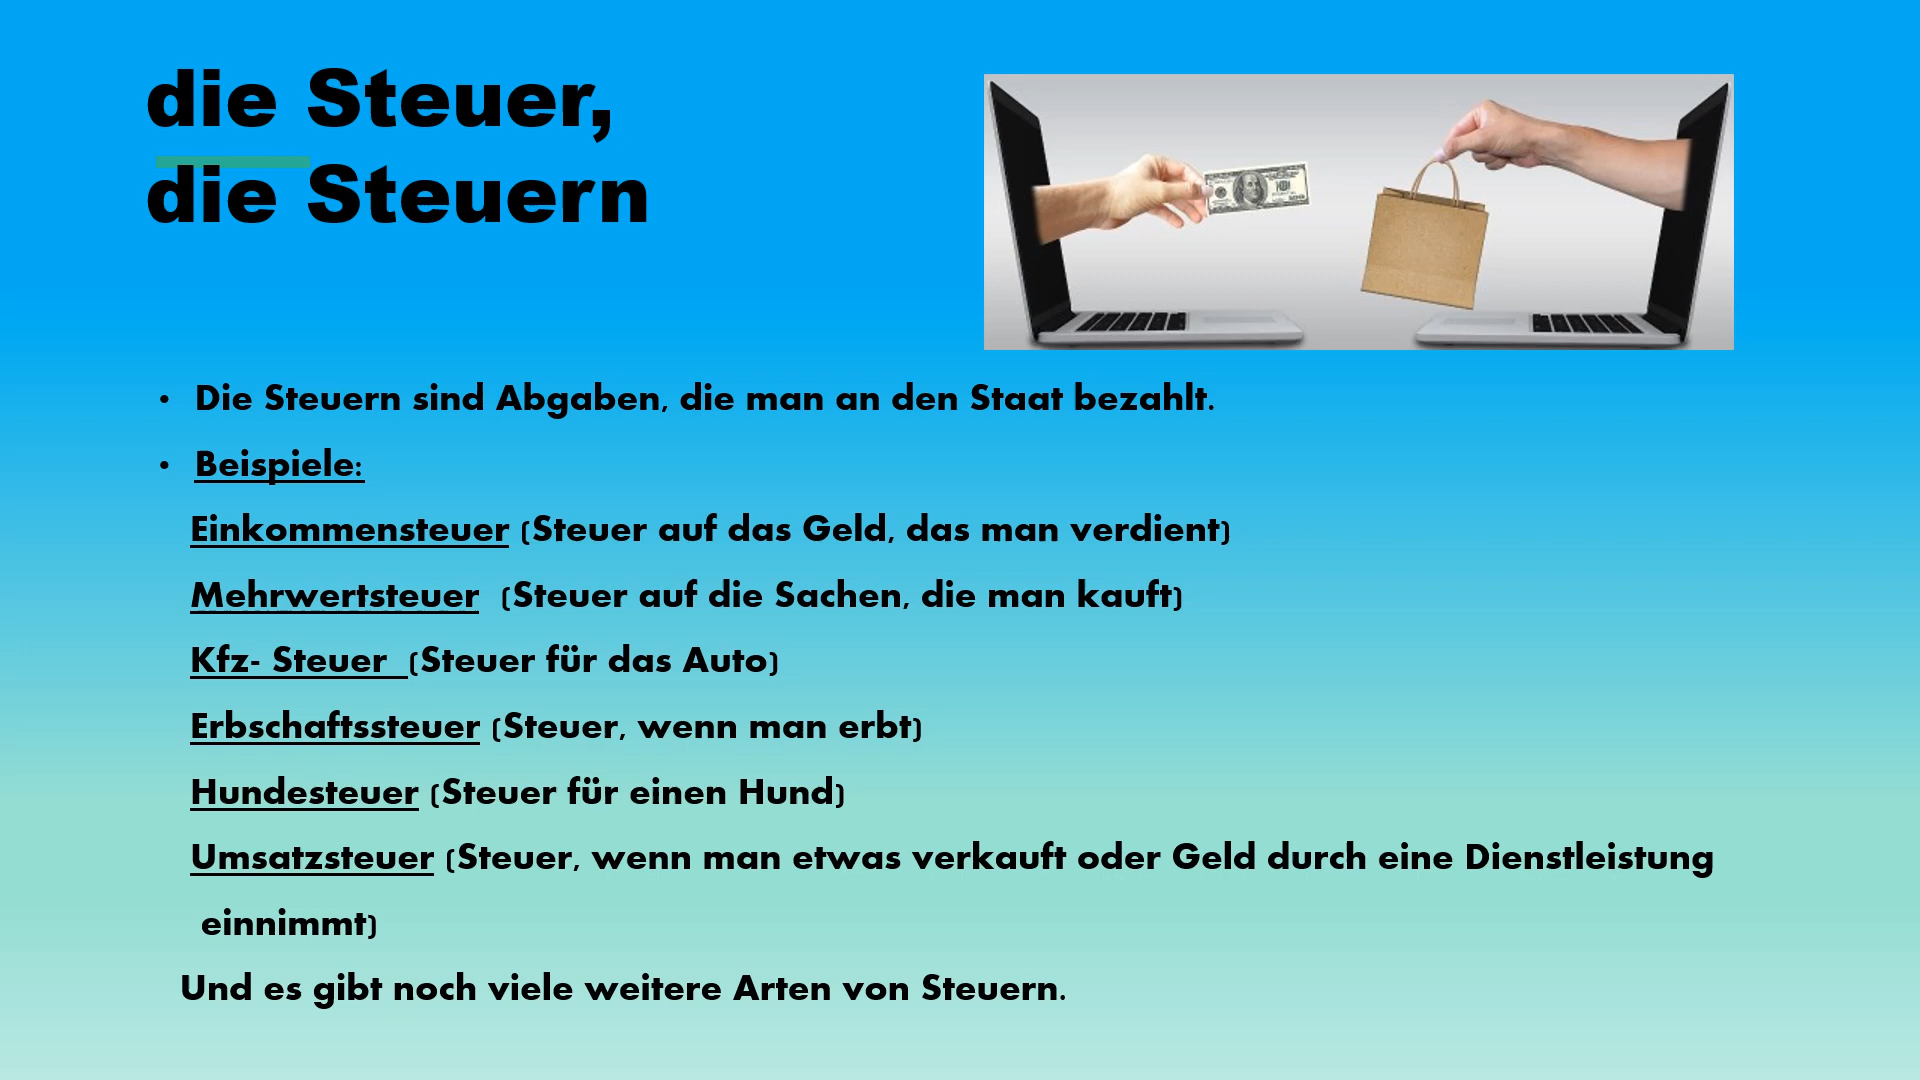 die Steuer,
die Steuern
• Die Steuern sind Abgaben, die man an den Staat bezahlt.
• Beispiele:
Einkommensteuer (Steuer auf das Geld, das man verdient)
Mehrwertsteuer (Steuer auf die Sachen, die man kauft)
Kfz- Steuer (Steuer für das Auto)
Erbschaftssteuer (Steuer, wenn man erbt)
Hundesteuer (Steuer für einen Hund)
Umsatzsteuer (Steuer, wenn man etwas verkauft oder Geld durch eine Dienstleistung
einnimmt)
Und es gibt noch viele weitere Arten von Steuern.